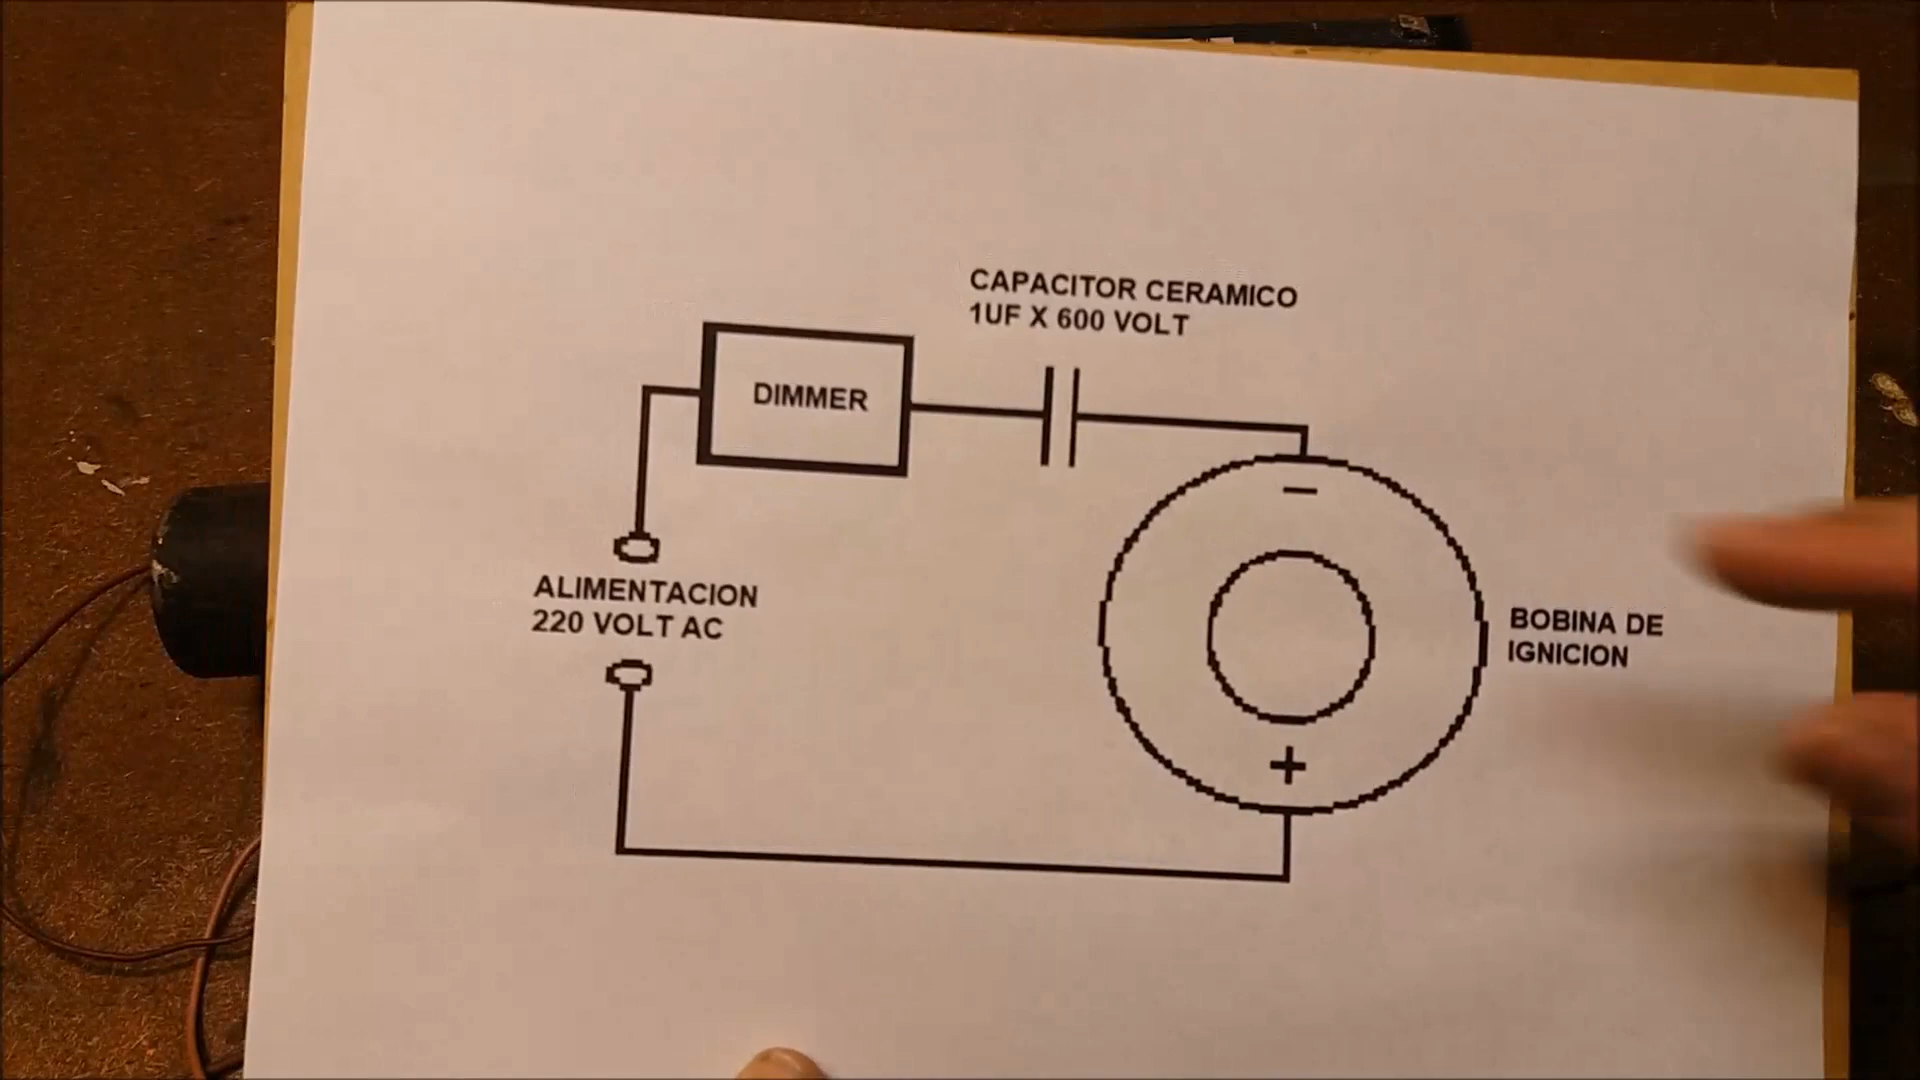 CAPACITOR CERAMICO
1UF X 600 VOLT
DIMMER
−
ALIMENTACION
220 VOLT AC
BOBINA DE
IGNICION
+